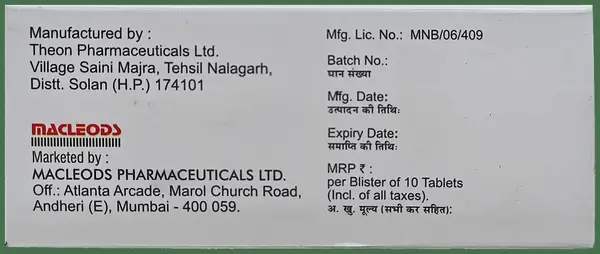 Manufactured by :
Theon Pharmaceuticals Ltd.
Village Saini Majra, Tehsil Nalagarh,
Distt. Solan (H.P.) 174101
MACLEODS
Marketed by :
MACLEODS PHARMACEUTICALS LTD.
Off.: Atlanta Arcade, Marol Church Road,
Andheri (E), Mumbai - 400 059.
Mfg. Lic. No.: MNB/06/409
Batch No.:
घान संख्या
Mfg. Date:
उत्पादन की तिथिः
Expiry Date:
समाप्ति की तिथिः
MRP ₹ :
per Blister of 10 Tablets
(Incl. of all taxes).
अ. खु. मूल्य (सभी कर सहित):